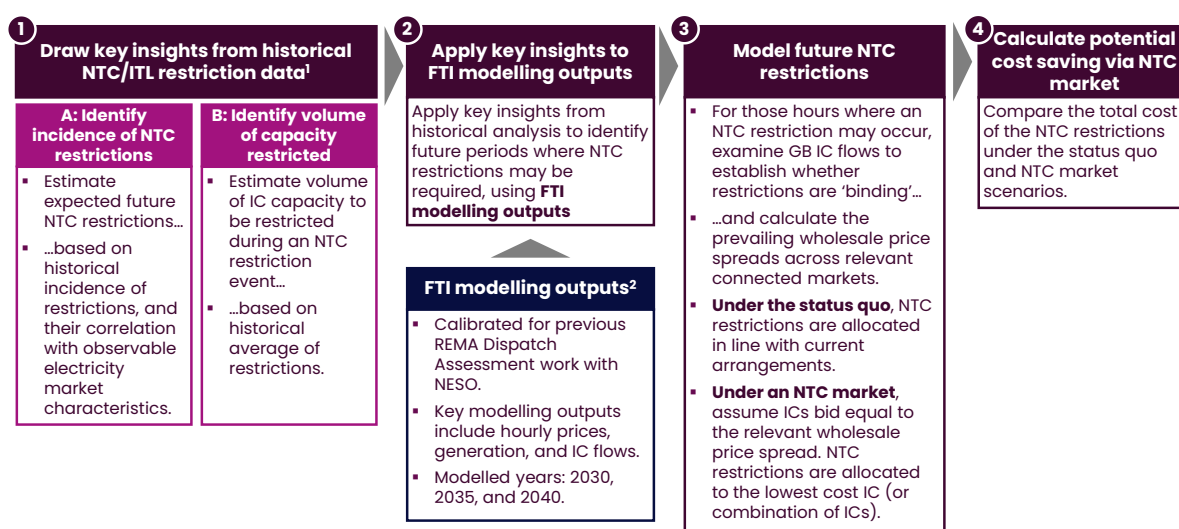 1
Draw key insights from historical
NTC/ITL restriction data¹
A: Identify
incidence of NTC
restrictions
▪ Estimate
expected future
NTC restrictions…
▪ …based on
historical
incidence of
restrictions, and
their correlation
with observable
electricity
market
characteristics.
B: Identify volume
of capacity
restricted
▪ Estimate volume
of IC capacity to
be restricted
during an NTC
restriction
event…
▪ …based on
historical
average of
restrictions.
2
Apply key insights to
FTI modelling outputs
Apply key insights from
historical analysis to identify
future periods where NTC
restrictions may be
required, using FTI
modelling outputs
FTI modelling outputs²
▪ Calibrated for previous
REMA Dispatch
Assessment work with
NESO.
▪ Key modelling outputs
include hourly prices,
generation, and IC flows.
▪ Modelled years: 2030,
2035, and 2040.
3
Model future NTC
restrictions
▪ For those hours where an
NTC restriction may occur,
examine GB IC flows to
establish whether
restrictions are ‘binding’…
▪ …and calculate the
prevailing wholesale price
spreads across relevant
connected markets.
▪ Under the status quo, NTC
restrictions are allocated
in line with current
arrangements.
▪ Under an NTC market,
assume ICs bid equal to
the relevant wholesale
price spread. NTC
restrictions are allocated
to the lowest cost IC (or
combination of ICs).
4
Calculate potential
cost saving via NTC
market
Compare the total cost
of the NTC restrictions
under the status quo
and NTC market
scenarios.